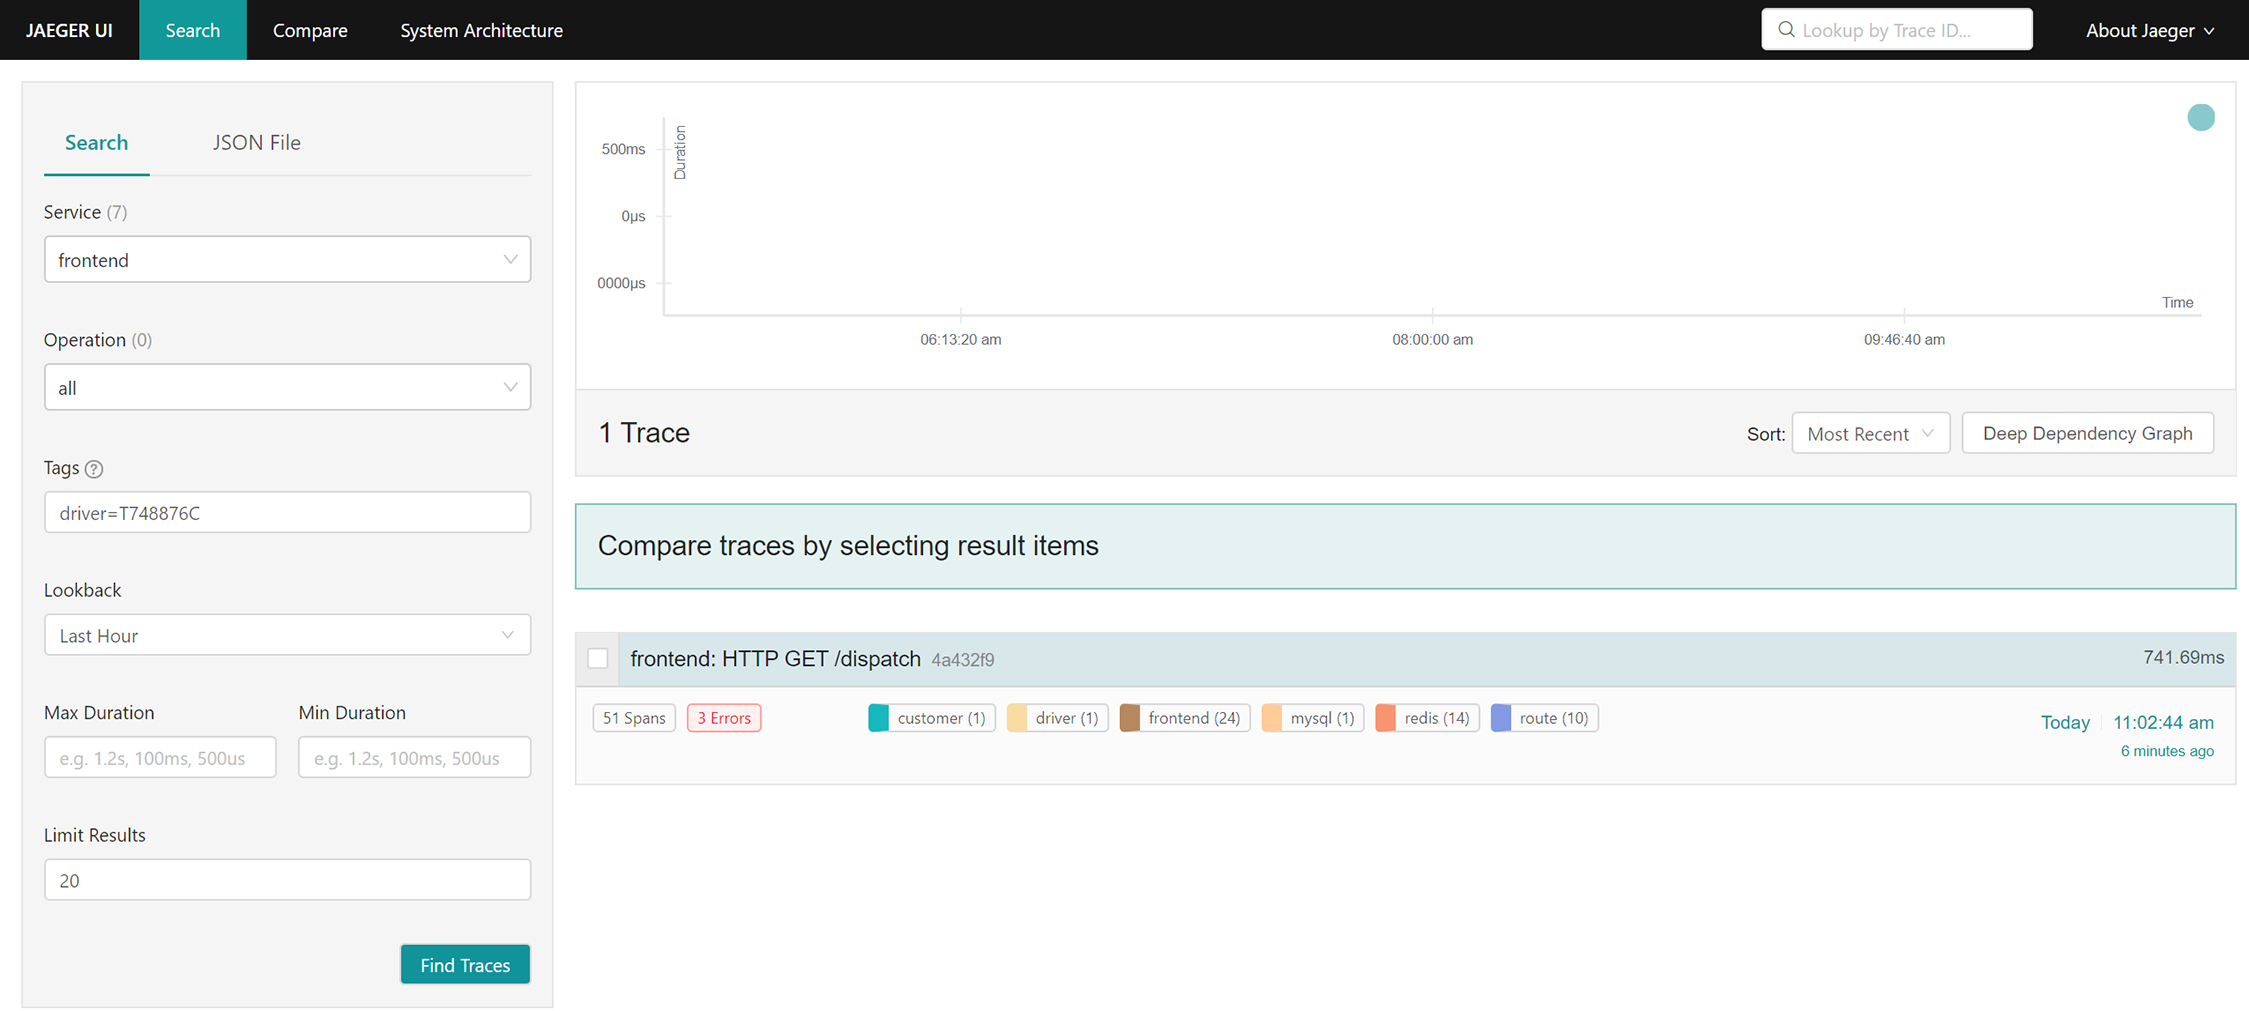 JAEGER UI Search Compare System Architecture Lookup by Trace ID... About Jaeger
Search JSON File
Service (7)
frontend
Operation (0)
all
Tags ?
driver=T748876C
Lookback
Last Hour
Max Duration Min Duration
e.g. 1.2s, 100ms, 500us e.g. 1.2s, 100ms, 500us
Limit Results
20
Find Traces
Duration
500ms
0μs
0000μs
Time
06:13:20 am 08:00:00 am 09:46:40 am
1 Trace Sort: Most Recent Deep Dependency Graph
Compare traces by selecting result items
frontend: HTTP GET /dispatch 4a432f9 741.69ms
51 Spans 3 Errors customer (1) driver (1) frontend (24) mysql (1) redis (14) route (10) Today 11:02:44 am
6 minutes ago